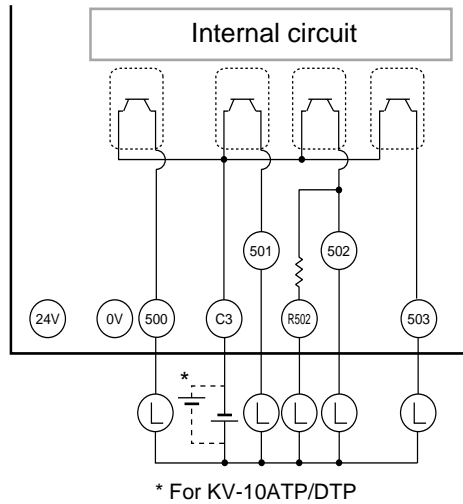 Internal circuit
501
502
24V
0V
500
C3
R502
503
*
L
L
L
L
L
* For KV-10ATP/DTP